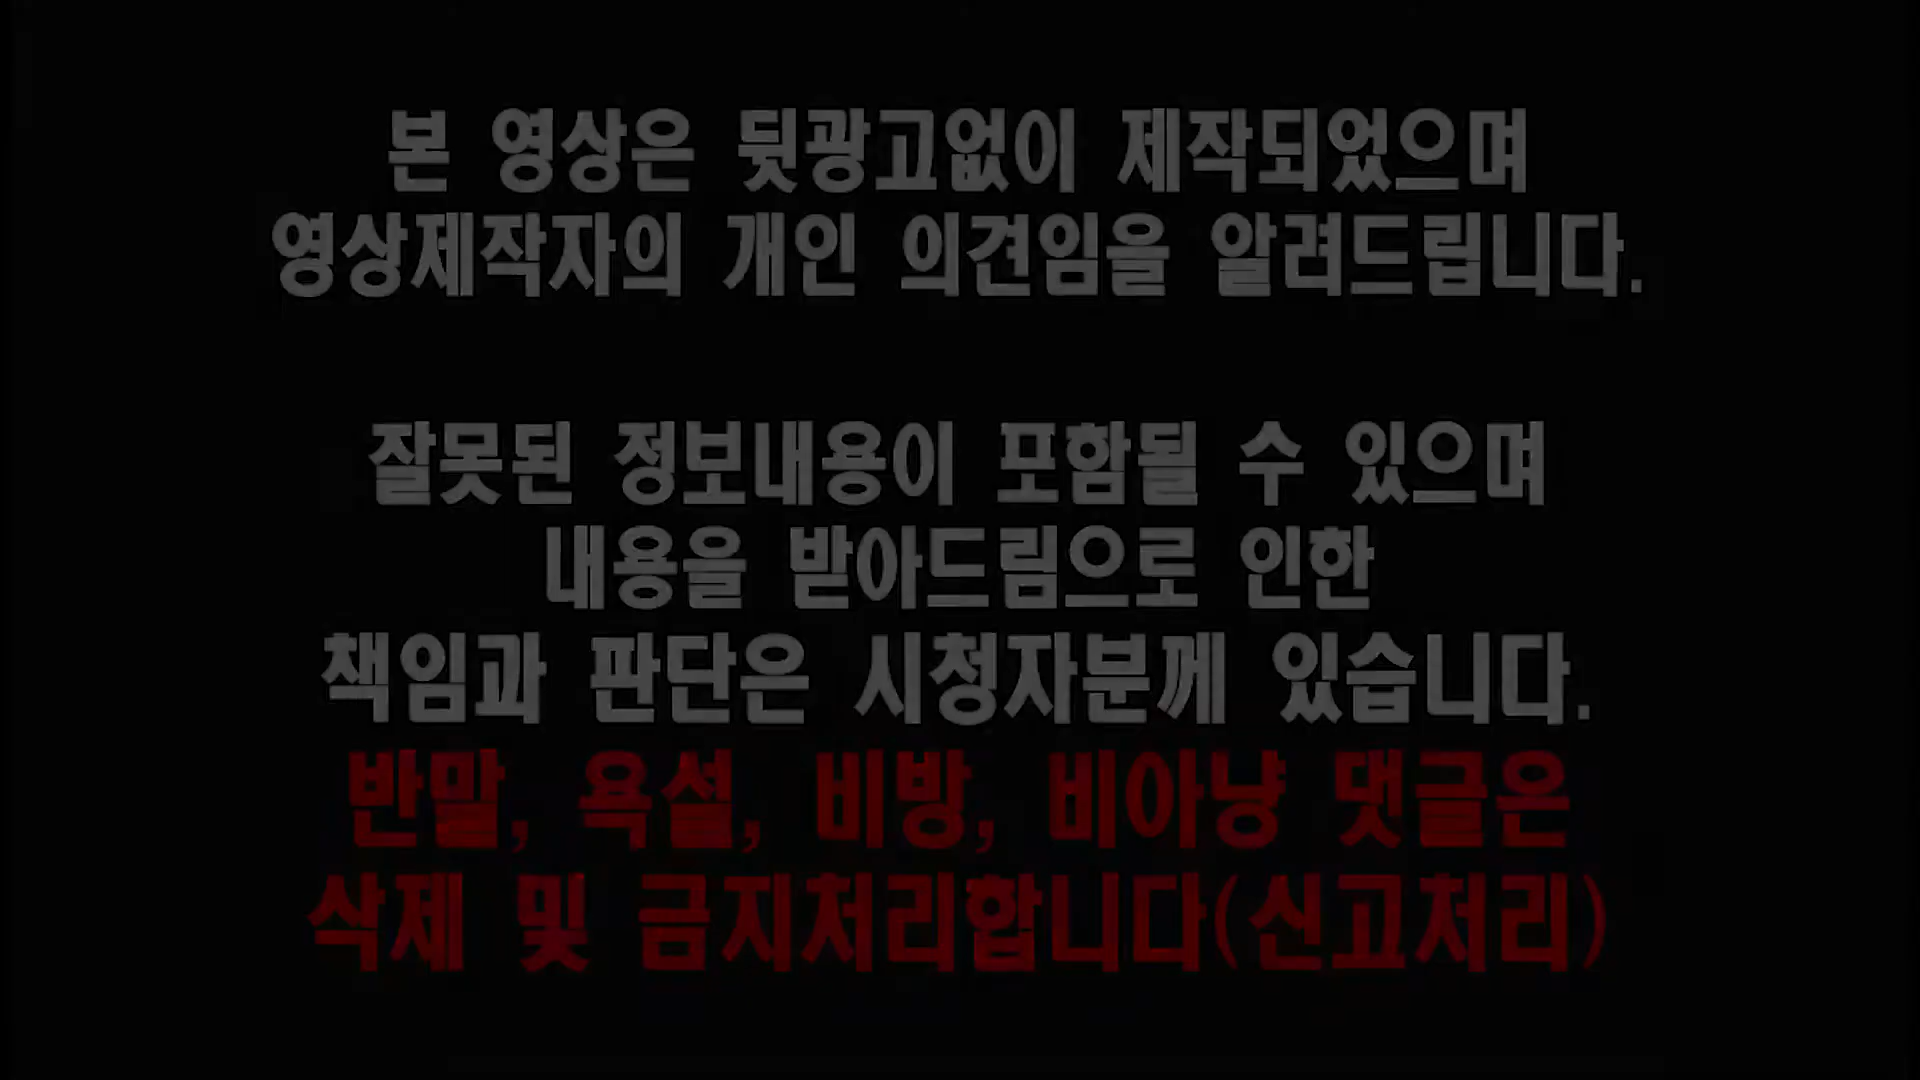 본 영상은 뒷광고없이 제작되었으며
영상제작자의 개인 의견임을 알려드립니다.
잘못된 정보내용이 포함될 수 있으며
내용을 받아드림으로 인한
책임과 판단은 시청자분께 있습니다.
반말, 욕설, 비방, 비아냥 댓글은
삭제 및 금지처리합니다(신고처리)